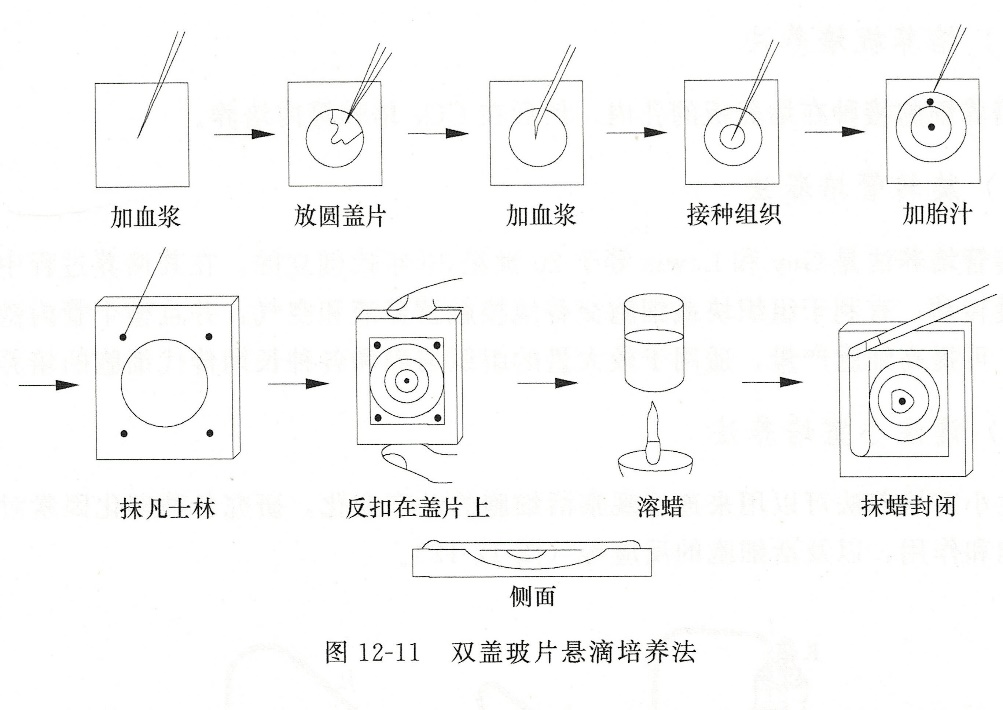 加血浆
放圆盖片
加血浆
接种组织
加胎汁
抹凡士林
反扣在盖片上
溶蜡
抹蜡封闭
侧面
图 12-11 双盖玻片悬滴培养法